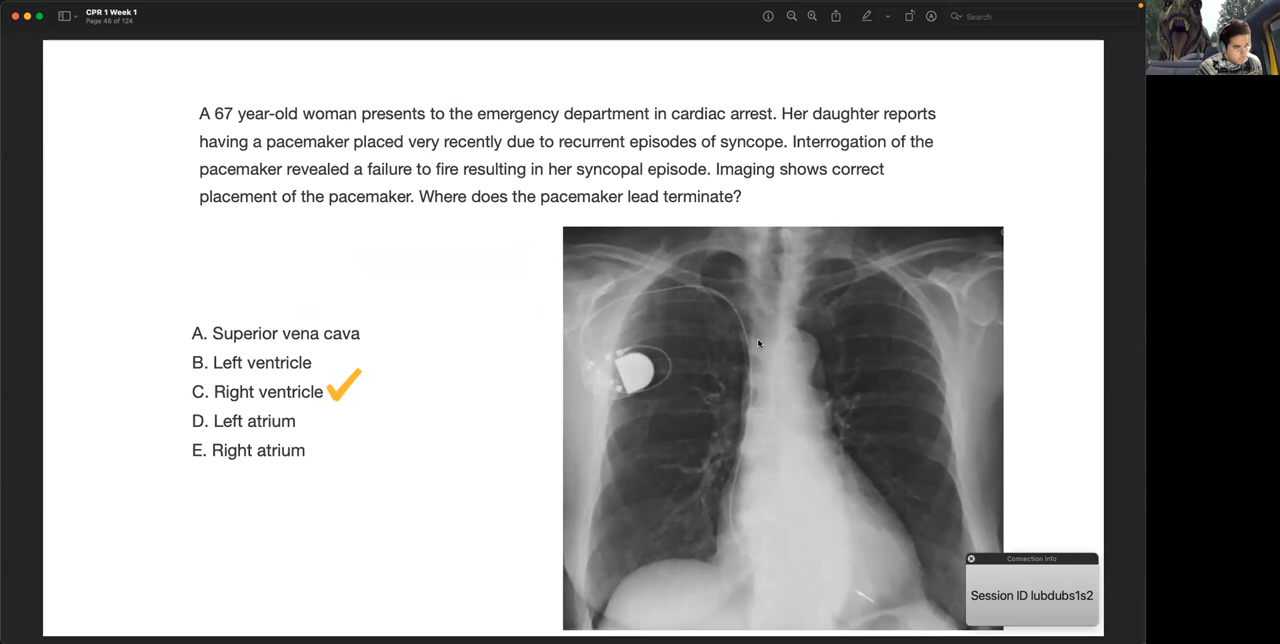 CPR 1 Week 1
Page 46 of 124
Search
A 67 year-old woman presents to the emergency department in cardiac arrest. Her daughter reports
having a pacemaker placed very recently due to recurrent episodes of syncope. Interrogation of the
pacemaker revealed a failure to fire resulting in her syncopal episode. Imaging shows correct
placement of the pacemaker. Where does the pacemaker lead terminate?
A. Superior vena cava
B. Left ventricle
C. Right ventricle
D. Left atrium
E. Right atrium
Connection Info
Session ID lubdubs1s2